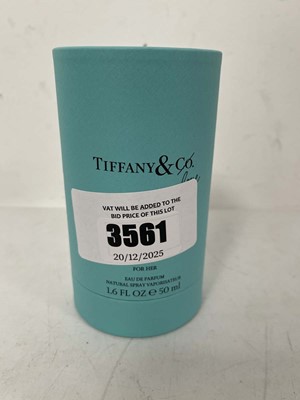 TIFFANY & CO.
VAT WILL BE ADDED TO THE
BID PRICE OF THIS LOT
3561
20/12/2025
FOR HER
EAU DE PARFUM
NATURAL SPRAY VAPORISATEUR
1.6 FL OZ ℮ 50 ml